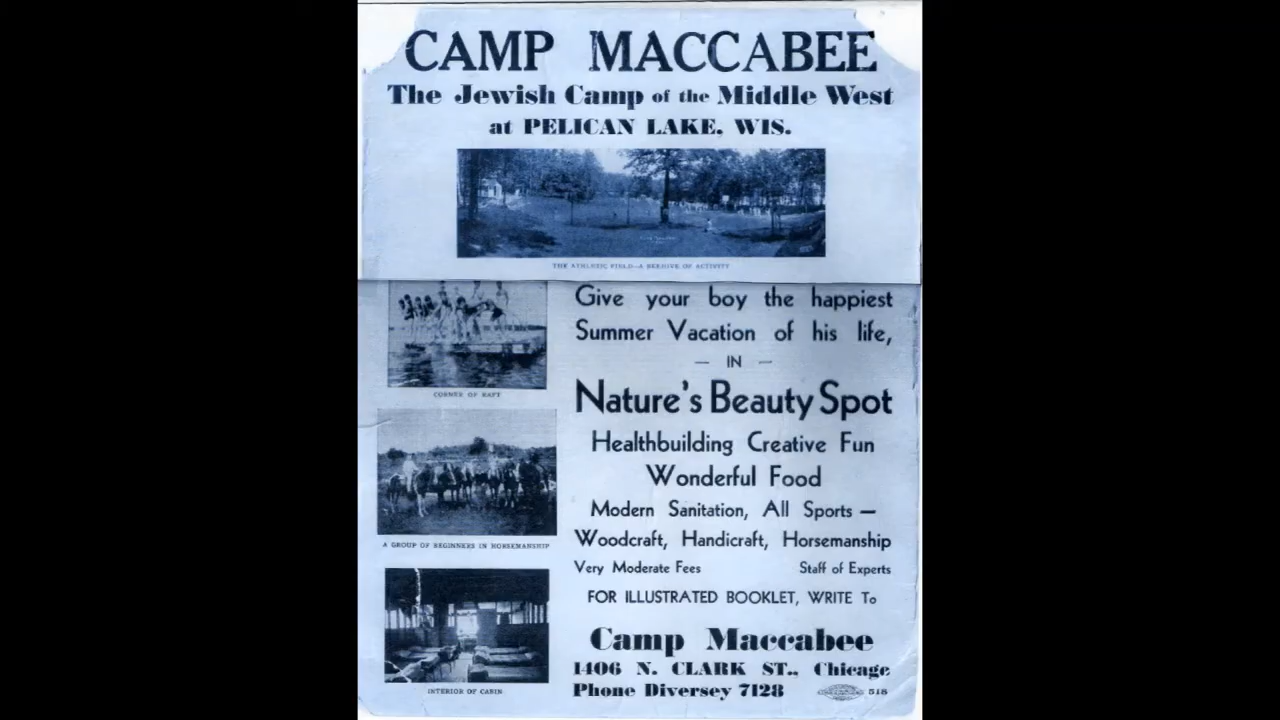 CAMP MACCABEE
The Jewish Camp of the Middle West
at PELICAN LAKE, WIS.
THE ATHLETIC FIELD—A BEEHIVE OF ACTIVITY
Give your boy the happiest
Summer Vacation of his life,
— IN —
Nature's Beauty Spot
CORNER OF RAFT
Healthbuilding Creative Fun
Wonderful Food
Modern Sanitation, All Sports —
Woodcraft, Handicraft, Horsemanship
A GROUP OF BEGINNERS IN HORSEMANSHIP
Very Moderate Fees Staff of Experts
FOR ILLUSTRATED BOOKLET, WRITE To
Camp Maccabee
1406 N. CLARK ST., Chicago
Phone Diversey 7128
INTERIOR OF CABIN
518